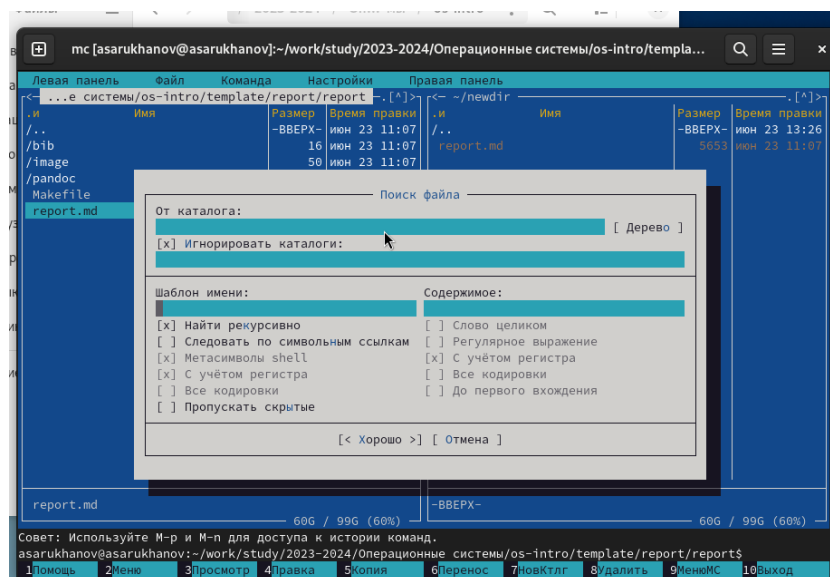 mc [asarukhanov@asarukhanov]:~/work/study/2023-2024/Операционные системы/os-intro/templa...
Левая панель Файл Команда Настройки Правая панель
<— ...е системы/os-intro/template/report/report —.[^]>
.и Имя Размер Время правки
/.. -ВВЕРХ- июн 23 11:07
/bib 16 июн 23 11:07
/image 50 июн 23 11:07
/pandoc
Makefile
report.md
<— ~/newdir —.[^]>
.и Имя Размер Время правки
/.. -ВВЕРХ- июн 23 13:26
report.md 5653 июн 23 11:07
Поиск файла
От каталога:
[ Дерево ]
[x] Игнорировать каталоги:
Шаблон имени:
[x] Найти рекурсивно
[ ] Следовать по символьным ссылкам
[x] Метасимволы shell
[x] С учётом регистра
[ ] Все кодировки
[ ] Пропускать скрытые
Содержимое:
[ ] Слово целиком
[ ] Регулярное выражение
[x] С учётом регистра
[ ] Все кодировки
[ ] До первого вхождения
[< Хорошо >] [ Отмена ]
report.md
60G / 99G (60%)
-ВВЕРХ-
60G / 99G (60%)
Совет: Используйте M-p и M-n для доступа к истории команд.
asarukhanov@asarukhanov:~/work/study/2023-2024/Операционные системы/os-intro/template/report/report$
1Помощь 2Меню 3Просмотр 4Правка 5Копия 6Перенос 7НовКтлг 8Удалить 9МенюMC 10Выход